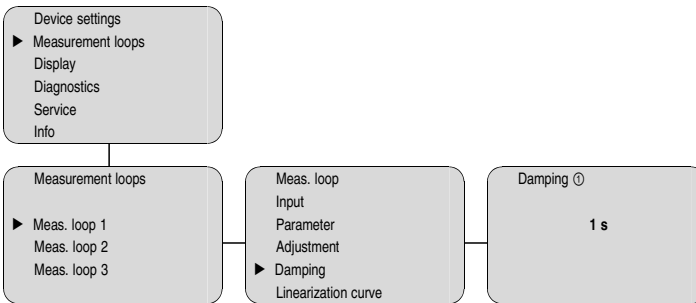 Device settings
▶ Measurement loops
Display
Diagnostics
Service
Info
Measurement loops
▶ Meas. loop 1
Meas. loop 2
Meas. loop 3
Meas. loop
Input
Parameter
Adjustment
▶ Damping
Linearization curve
Damping ①
1 s